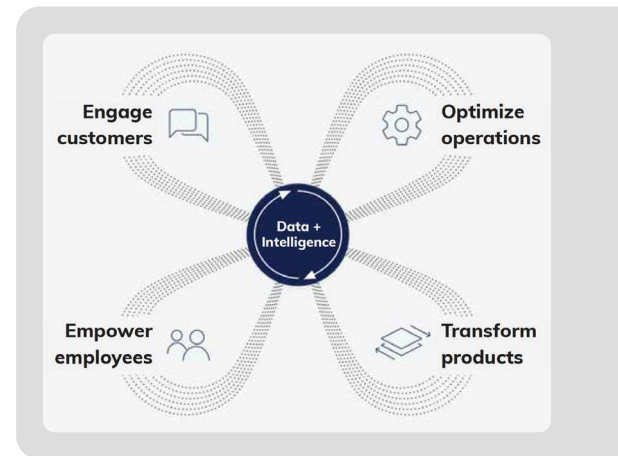 Engage
customers
Optimize
operations
Data +
Intelligence
Empower
employees
Transform
products